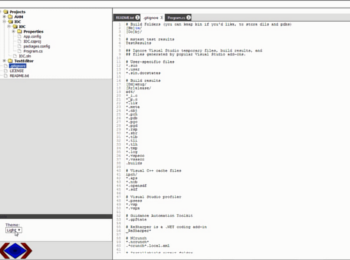 Projects
AHM
BIC
BIC
Properties
App.config
BIC.csproj
packages.config
Program.cs
BIC.sln
TextEditor
.gitignore
LICENSE
README.md
Theme:
Light
README.md
.gitignore
Program.cs
# Build folders (you can keep bin if you'd like, to store dlls and pdbs)
[Bb]in/
[Oo]bj/
# mstest test results
TestResults
## Ignore Visual Studio temporary files, build results, and
## files generated by popular Visual Studio add-ons.
# User-specific files
*.suo
*.user
*.sln.docstates
# Build results
[Dd]ebug/
[Rr]elease/
x64/
*_i.c
*_p.c
*.ilk
*.meta
*.obj
*.pch
*.pdb
*.pgc
*.pgd
*.rsp
*.sbr
*.tlb
*.tli
*.tlh
*.tmp
*.log
*.vspscc
*.vssscc
.builds
# Visual C++ cache files
ipch/
*.aps
*.ncb
*.opensdf
*.sdf
# Visual Studio profiler
*.psess
*.vsp
*.vspx
# Guidance Automation Toolkit
*.gpState
# ReSharper is a .NET coding add-in
_ReSharper*
# NCrunch
*.ncrunch*
.*crunch*.local.xml